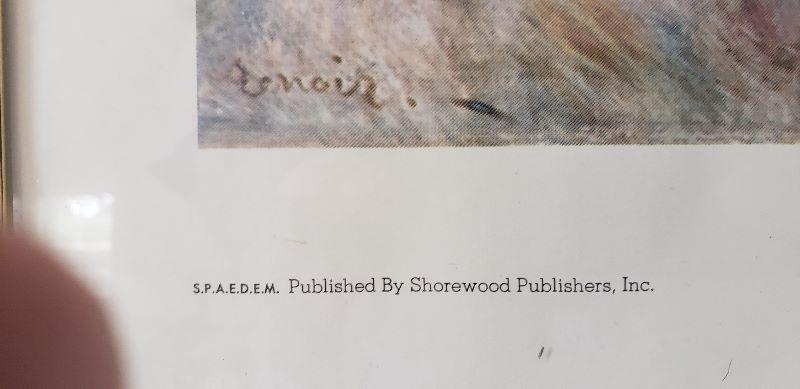 Renoir.
S.P.A.E.D.E.M. Published By Shorewood Publishers, Inc.